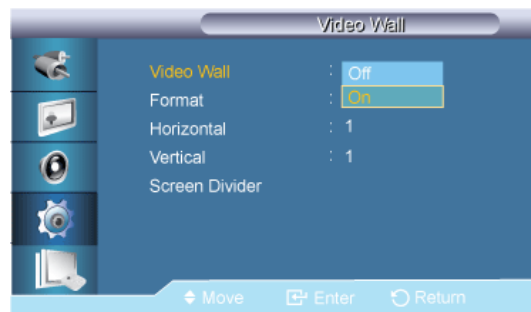 Video Wall
Video Wall : Off
Format : On
Horizontal : 1
Vertical : 1
Screen Divider
Move Enter Return